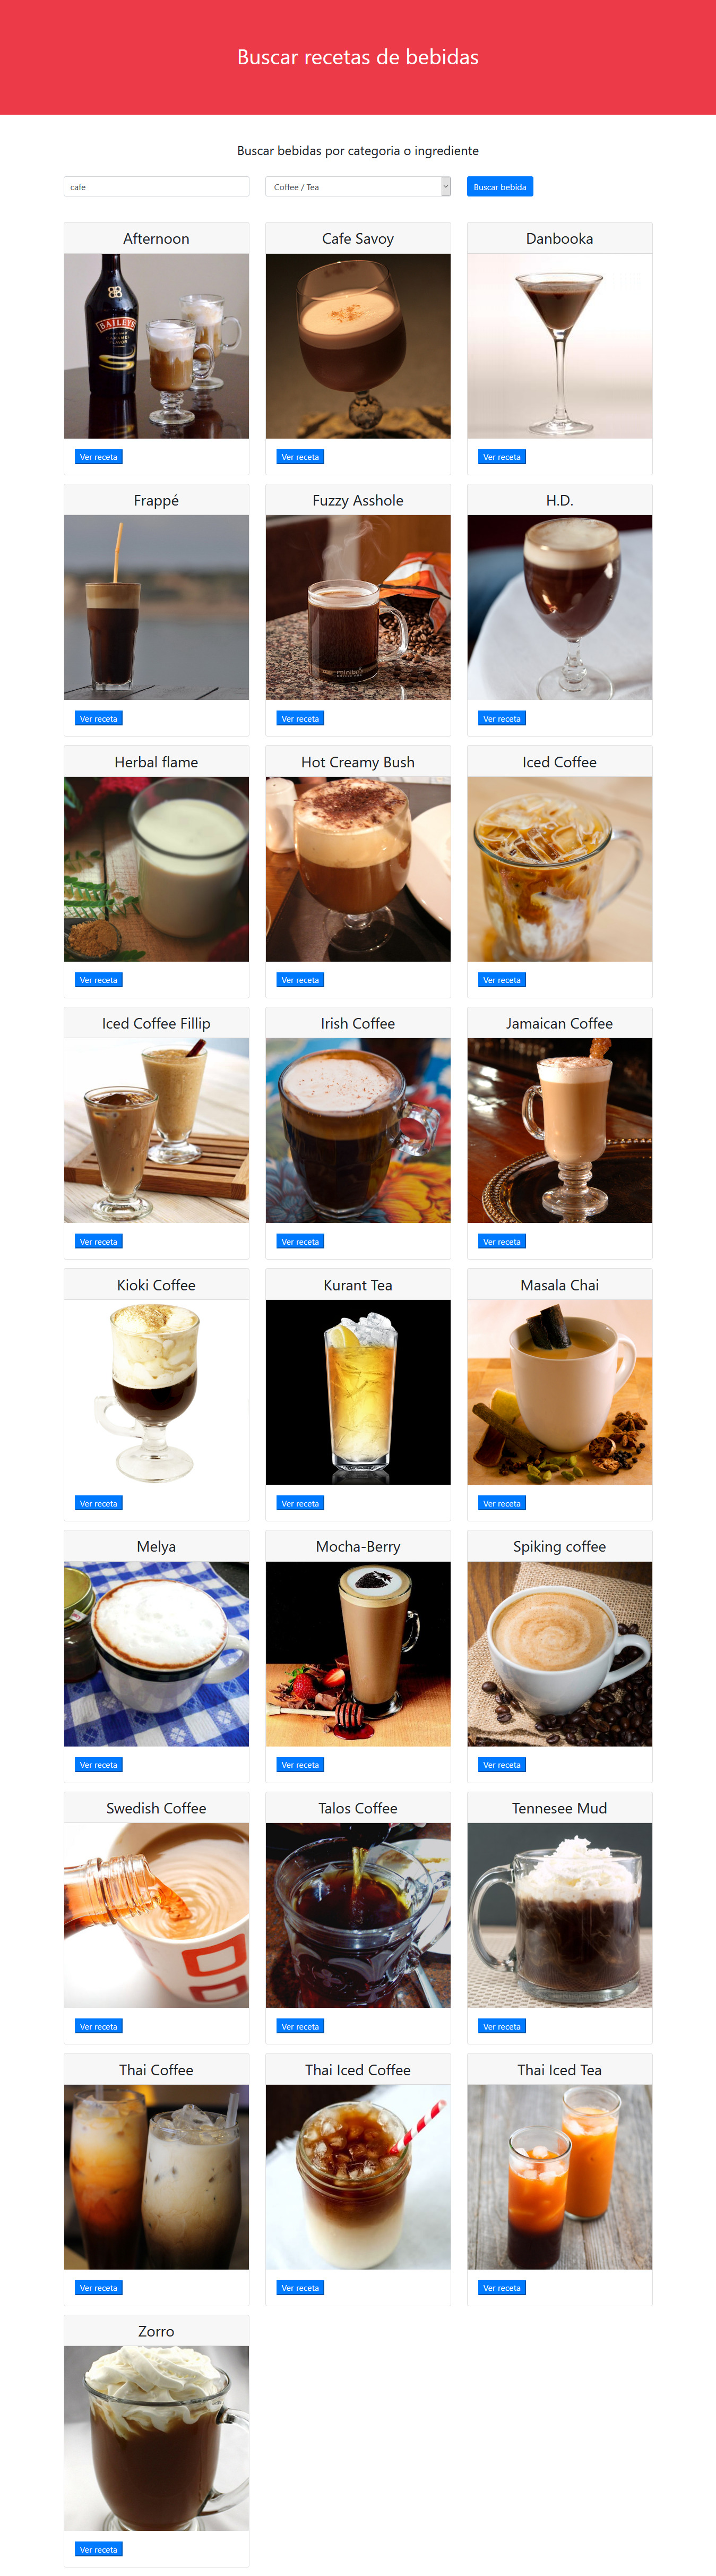 Buscar recetas de bebidas
Buscar bebidas por categoria o ingrediente
cafe
Coffee / Tea
Buscar bebida
Afternoon
Cafe Savoy
Danbooka
BAILEYS
Ver receta
Ver receta
Ver receta
Frappé
Fuzzy Asshole
H.D.
Ver receta
Ver receta
Ver receta
Herbal flame
Hot Creamy Bush
Iced Coffee
Ver receta
Ver receta
Ver receta
Iced Coffee Fillip
Irish Coffee
Jamaican Coffee
Ver receta
Ver receta
Ver receta
Kioki Coffee
Kurant Tea
Masala Chai
Ver receta
Ver receta
Ver receta
Melya
Mocha-Berry
Spiking coffee
Ver receta
Ver receta
Ver receta
Swedish Coffee
Talos Coffee
Tennesee Mud
Ver receta
Ver receta
Ver receta
Thai Coffee
Thai Iced Coffee
Thai Iced Tea
Ver receta
Ver receta
Ver receta
Zorro
Ver receta